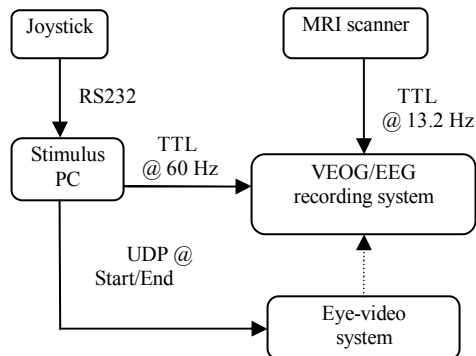 Joystick
MRI scanner
RS232
TTL
@ 13.2 Hz
Stimulus
PC
TTL
@ 60 Hz
VEOG/EEG
recording system
UDP @
Start/End
Eye-video
system